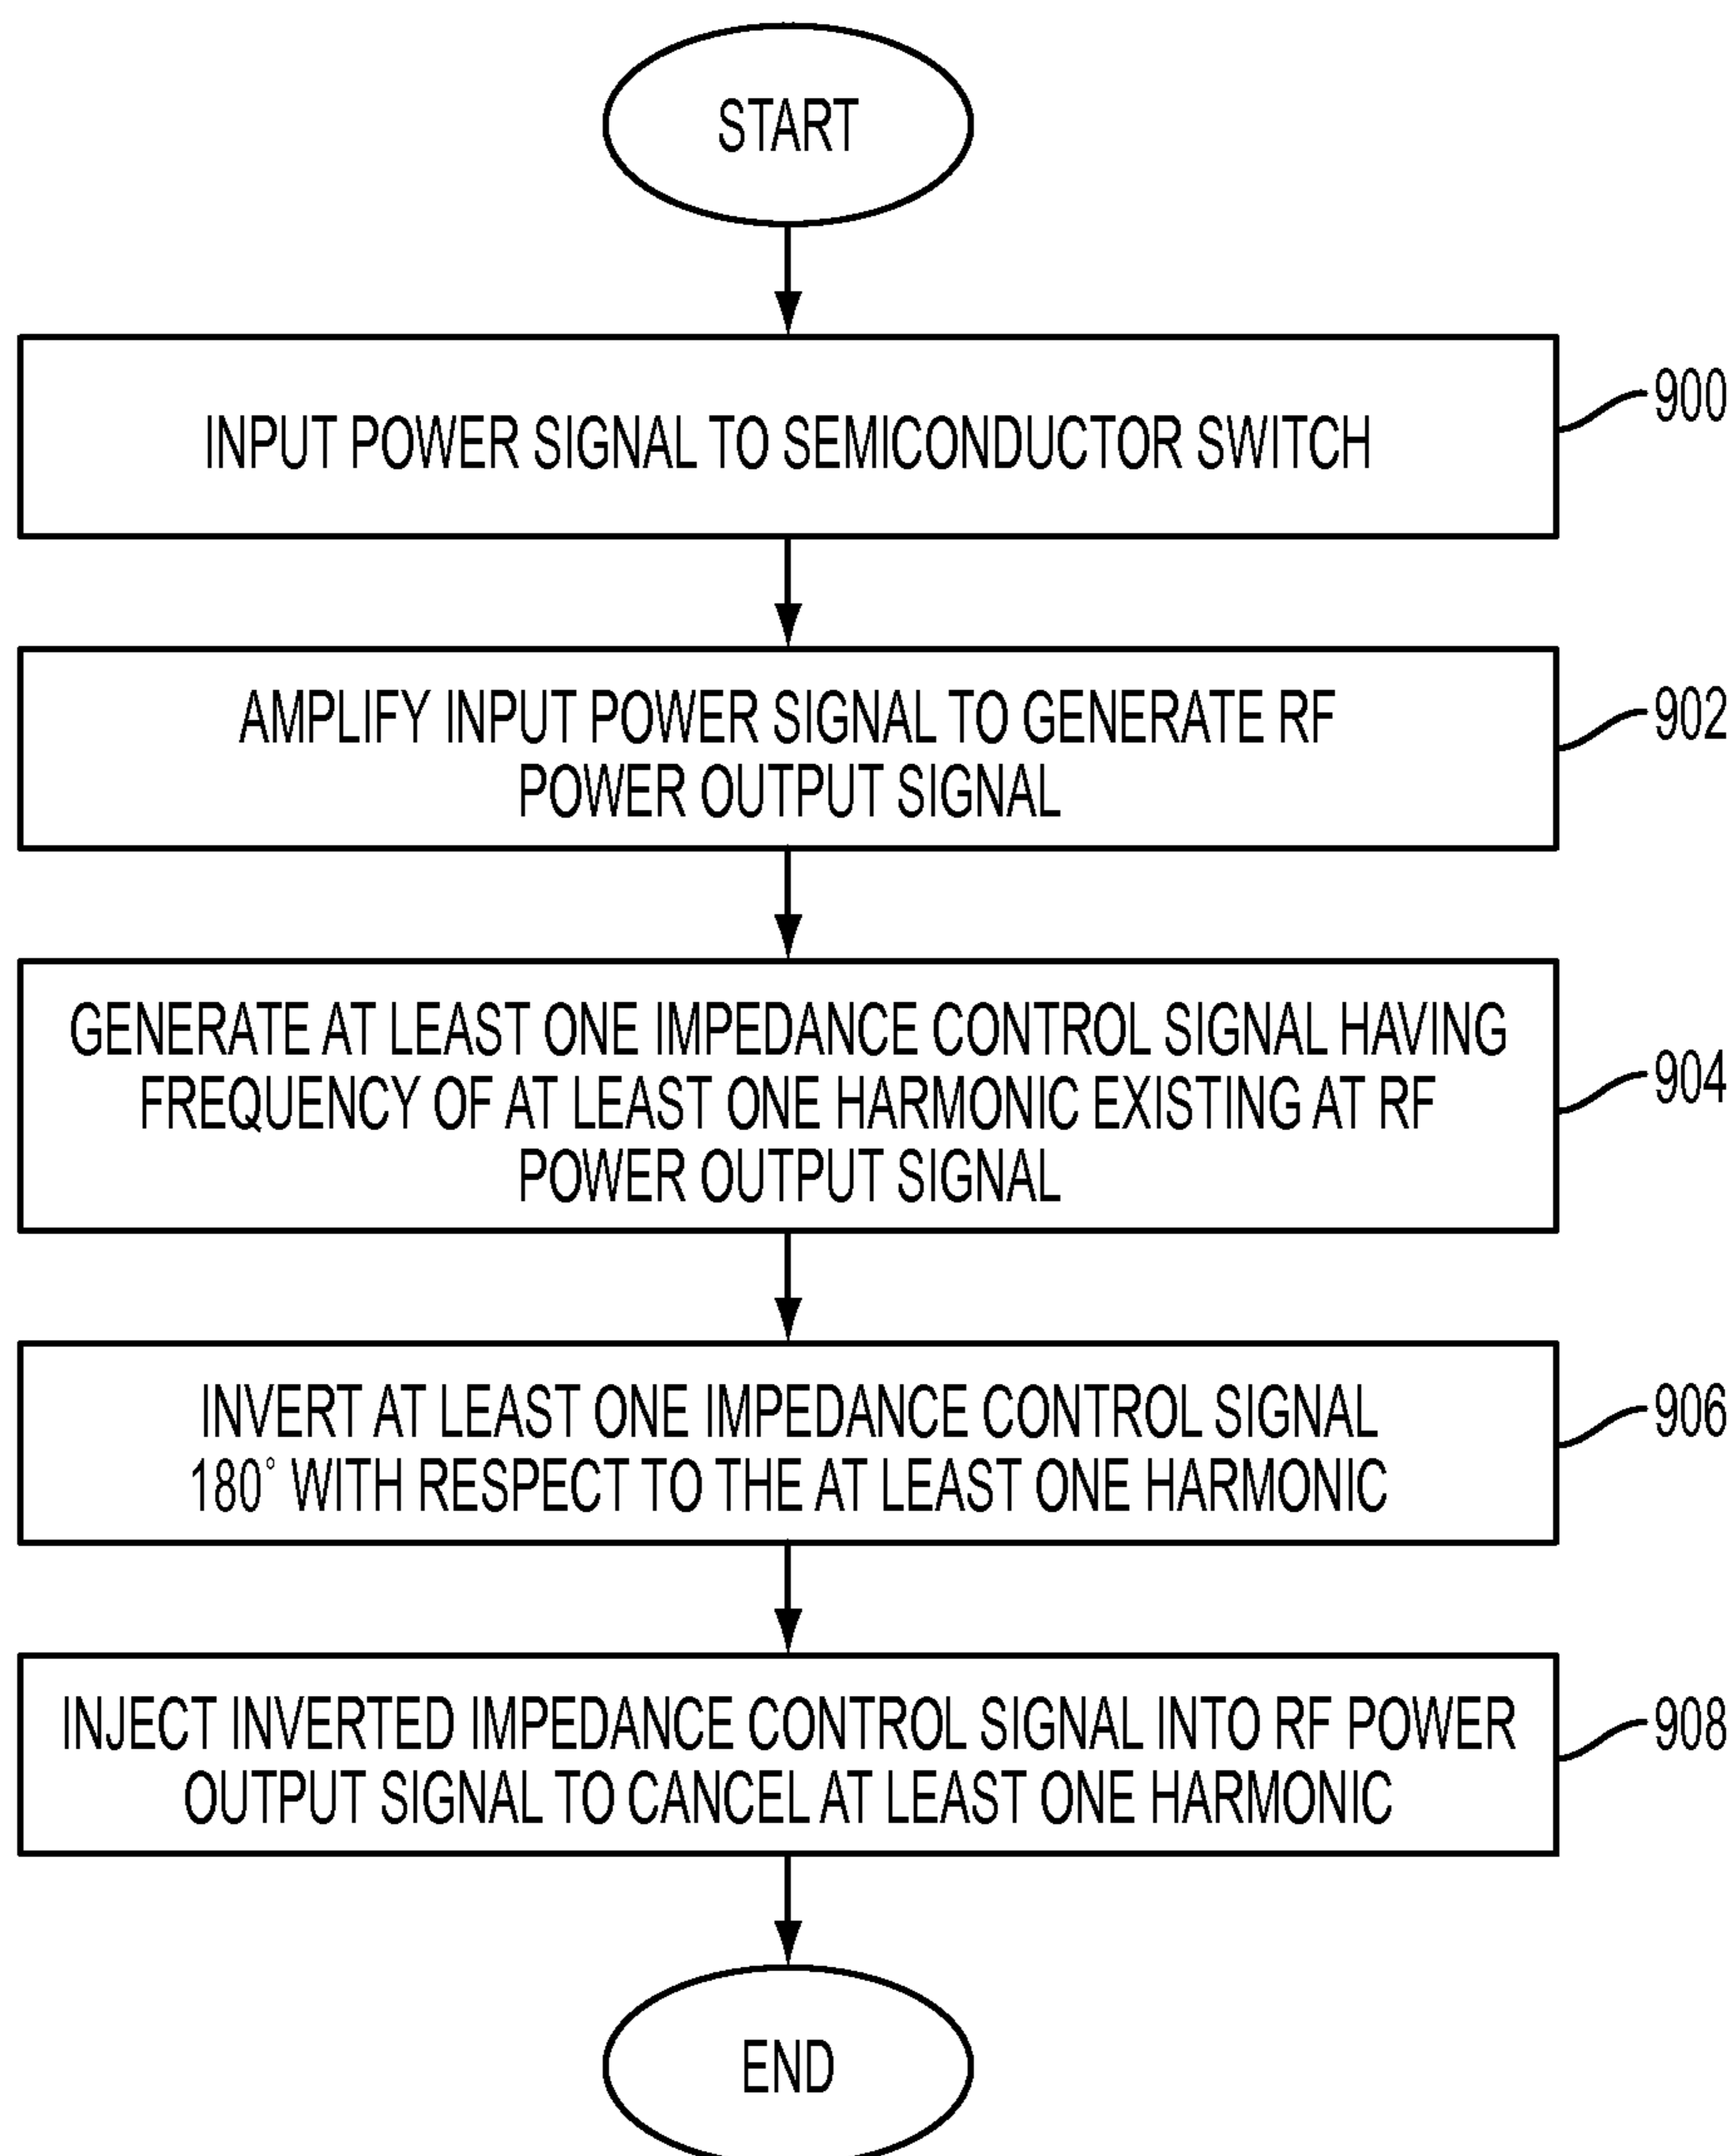 START
INPUT POWER SIGNAL TO SEMICONDUCTOR SWITCH
900
AMPLIFY INPUT POWER SIGNAL TO GENERATE RF
POWER OUTPUT SIGNAL
902
GENERATE AT LEAST ONE IMPEDANCE CONTROL SIGNAL HAVING
FREQUENCY OF AT LEAST ONE HARMONIC EXISTING AT RF
POWER OUTPUT SIGNAL
904
INVERT AT LEAST ONE IMPEDANCE CONTROL SIGNAL
180° WITH RESPECT TO THE AT LEAST ONE HARMONIC
906
INJECT INVERTED IMPEDANCE CONTROL SIGNAL INTO RF POWER
OUTPUT SIGNAL TO CANCEL AT LEAST ONE HARMONIC
908
END